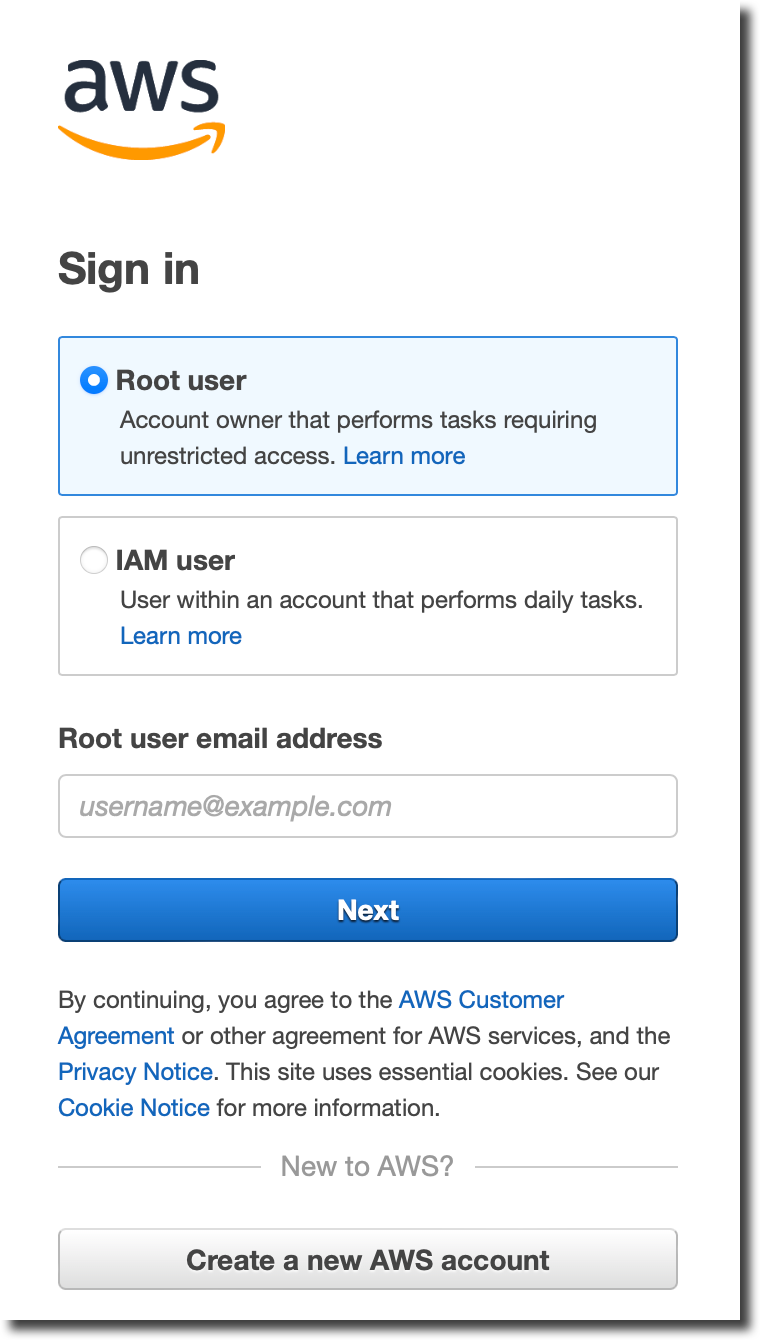 aws
Sign in
Root user
Account owner that performs tasks requiring
unrestricted access. Learn more
IAM user
User within an account that performs daily tasks.
Learn more
Root user email address
username@example.com
Next
By continuing, you agree to the AWS Customer
Agreement or other agreement for AWS services, and the
Privacy Notice. This site uses essential cookies. See our
Cookie Notice for more information.
New to AWS?
Create a new AWS account